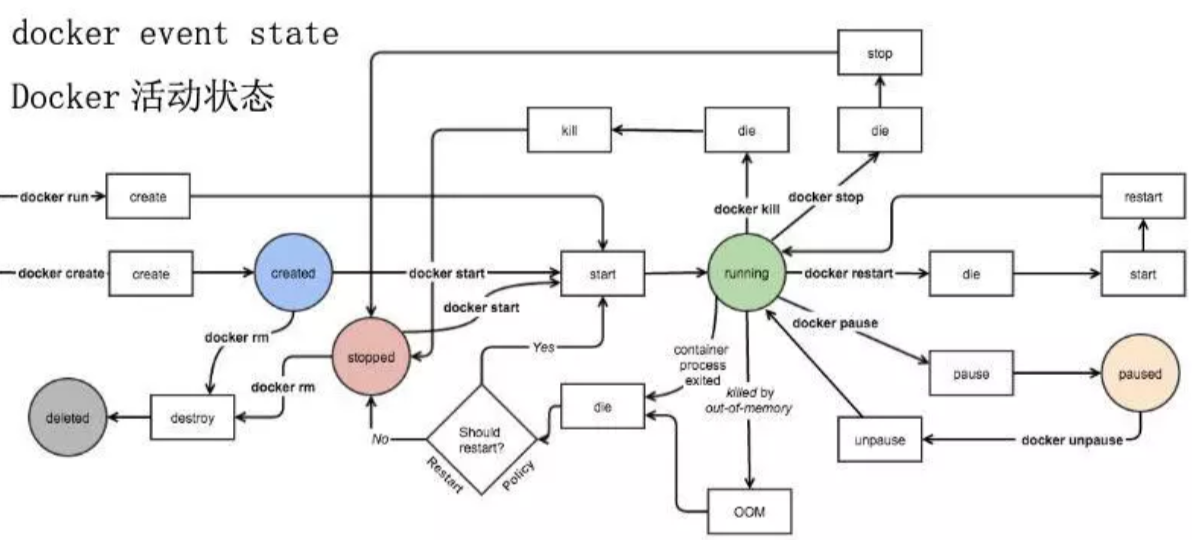 docker event state
Docker 活动状态
stop
kill
die
die
docker run
create
docker kill
docker stop
restart
docker create
create
created
docker start
start
running
docker restart
die
start
docker start
docker rm
stopped
Yes
container
process
exited
docker pause
pause
paused
docker rm
killed by
out-of-memory
deleted
destroy
No
Should
restart?
Restart
Policy
die
unpause
docker unpause
OOM